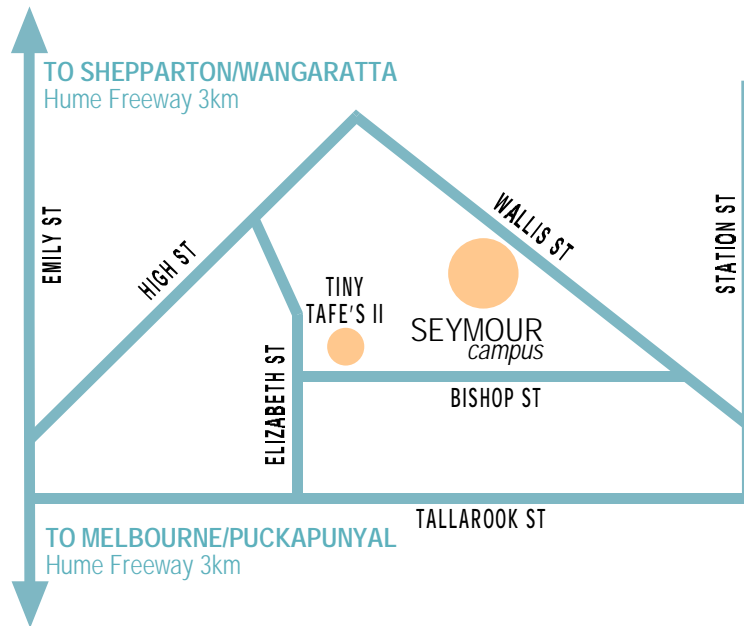 TO SHEPPARTON/WANGARATTA
Hume Freeway 3km
EMILY ST
HIGH ST
WALLIS ST
STATION ST
TINY
TAFE'S II
SEYMOUR
campus
ELIZABETH ST
BISHOP ST
TALLAROOK ST
TO MELBOURNE/PUCKAPUNYAL
Hume Freeway 3km